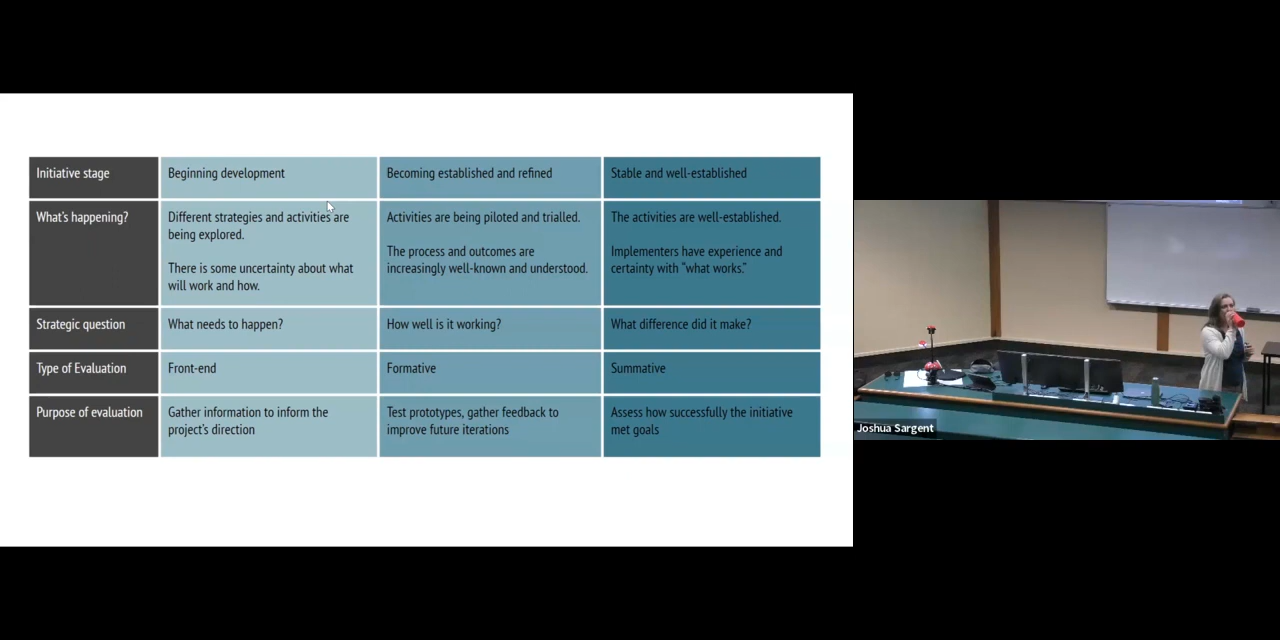 Initiative stage
Beginning development
Becoming established and refined
Stable and well-established
What's happening?
Different strategies and activities are
being explored.
There is some uncertainty about what
will work and how.
Activities are being piloted and trialled.
The process and outcomes are
increasingly well-known and understood.
The activities are well-established.
Implementers have experience and
certainty with "what works."
Strategic question
What needs to happen?
How well is it working?
What difference did it make?
Type of Evaluation
Front-end
Formative
Summative
Purpose of evaluation
Gather information to inform the
project's direction
Test prototypes, gather feedback to
improve future iterations
Assess how successfully the initiative
met goals
Joshua Sargent